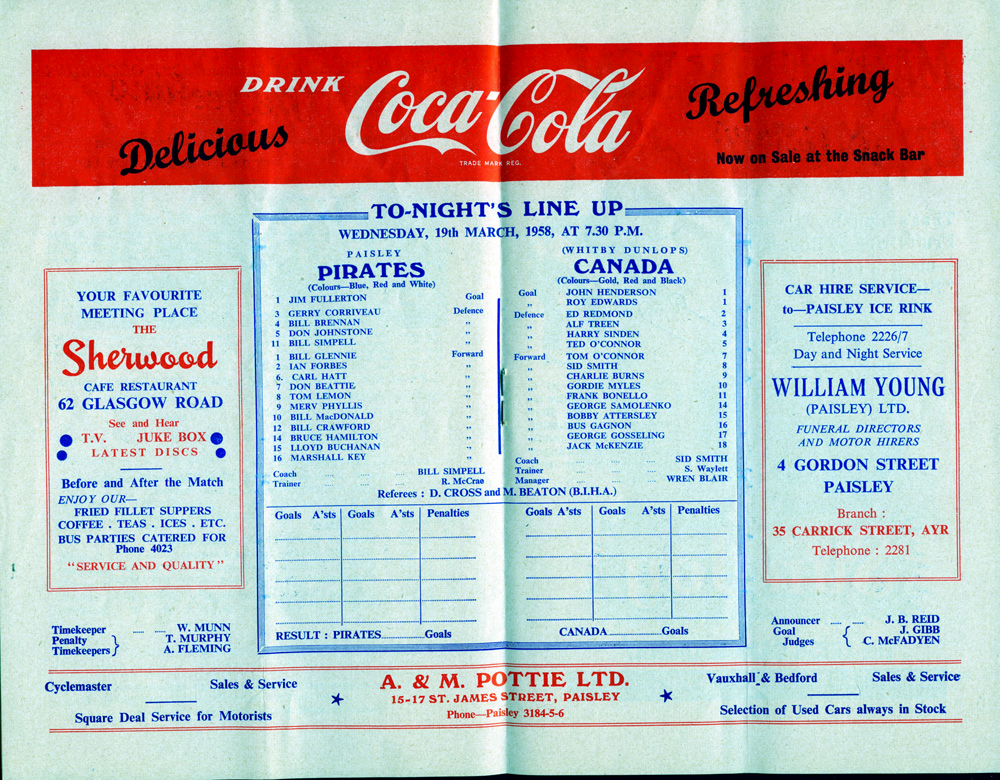 DRINK Coca-Cola
Delicious
Refreshing
TRADE MARK REG.
Now on Sale at the Snack Bar
TO-NIGHT'S LINE UP
WEDNESDAY, 19th MARCH, 1958, AT 7.30 P.M.
PAISLEY
PIRATES
(Colours—Blue, Red and White)
1 JIM FULLERTON Goal
3 GERRY CORRIVEAU Defence
4 BILL BRENNAN ,,
5 DON JOHNSTONE ,,
11 BILL SIMPELL ,,
1 BILL GLENNIE Forward
2 IAN FORBES ,,
6. CARL HATT ,,
7 DON BEATTIE ,,
8 TOM LEMON ,,
9 MERV PHYLLIS ,,
10 BILL MacDONALD ,,
12 BILL CRAWFORD ,,
14 BRUCE HAMILTON ,,
15 LLOYD BUCHANAN ,,
16 MARSHALL KEY ,,
Coach .... .... .... BILL SIMPELL
Trainer .... .... .... R. McCrae
(WHITBY DUNLOPS)
CANADA
(Colours—Gold, Red and Black)
Goal JOHN HENDERSON 1
,, ROY EDWARDS 1
Defence ED REDMOND 2
,, ALF TREEN 3
,, HARRY SINDEN 4
,, TED O'CONNOR 5
Forward TOM O'CONNOR 7
,, SID SMITH 8
,, CHARLIE BURNS 9
,, GORDIE MYLES 10
,, FRANK BONELLO 11
,, GEORGE SAMOLENKO 14
,, BOBBY ATTERSLEY 15
,, BUS GAGNON 16
,, GEORGE GOSSELING 17
,, JACK McKENZIE 18
Coach .... .... .... SID SMITH
Trainer .... .... .... S. Waylett
Manager .... .... WREN BLAIR
Referees : D. CROSS and M. BEATON (B.I.H.A.)
Goals A'sts Goals A'sts Penalties
Goals A'sts Goals A'sts Penalties
RESULT : PIRATES............Goals
CANADA............Goals
YOUR FAVOURITE
MEETING PLACE
THE
Sherwood
CAFE RESTAURANT
62 GLASGOW ROAD
See and Hear
T.V. JUKE BOX
LATEST DISCS
Before and After the Match
ENJOY OUR—
FRIED FILLET SUPPERS
COFFEE . TEAS . ICES . ETC.
BUS PARTIES CATERED FOR
Phone 4023
"SERVICE AND QUALITY"
CAR HIRE SERVICE—
to—PAISLEY ICE RINK
Telephone 2226/7
Day and Night Service
WILLIAM YOUNG
(PAISLEY) LTD.
FUNERAL DIRECTORS
AND MOTOR HIRERS
4 GORDON STREET
PAISLEY
Branch :
35 CARRICK STREET, AYR
Telephone : 2281
Timekeeper .... .... W. MUNN
Penalty Timekeepers } T. MURPHY
A. FLEMING
Announcer .... .... J. B. REID
Goal Judges { J. GIBB
C. McFADYEN
Cyclemaster Sales & Service
Square Deal Service for Motorists
A. & M. POTTIE LTD.
15-17 ST. JAMES STREET, PAISLEY
Phone—Paisley 3184-5-6
Vauxhall & Bedford Sales & Service
Selection of Used Cars always in Stock